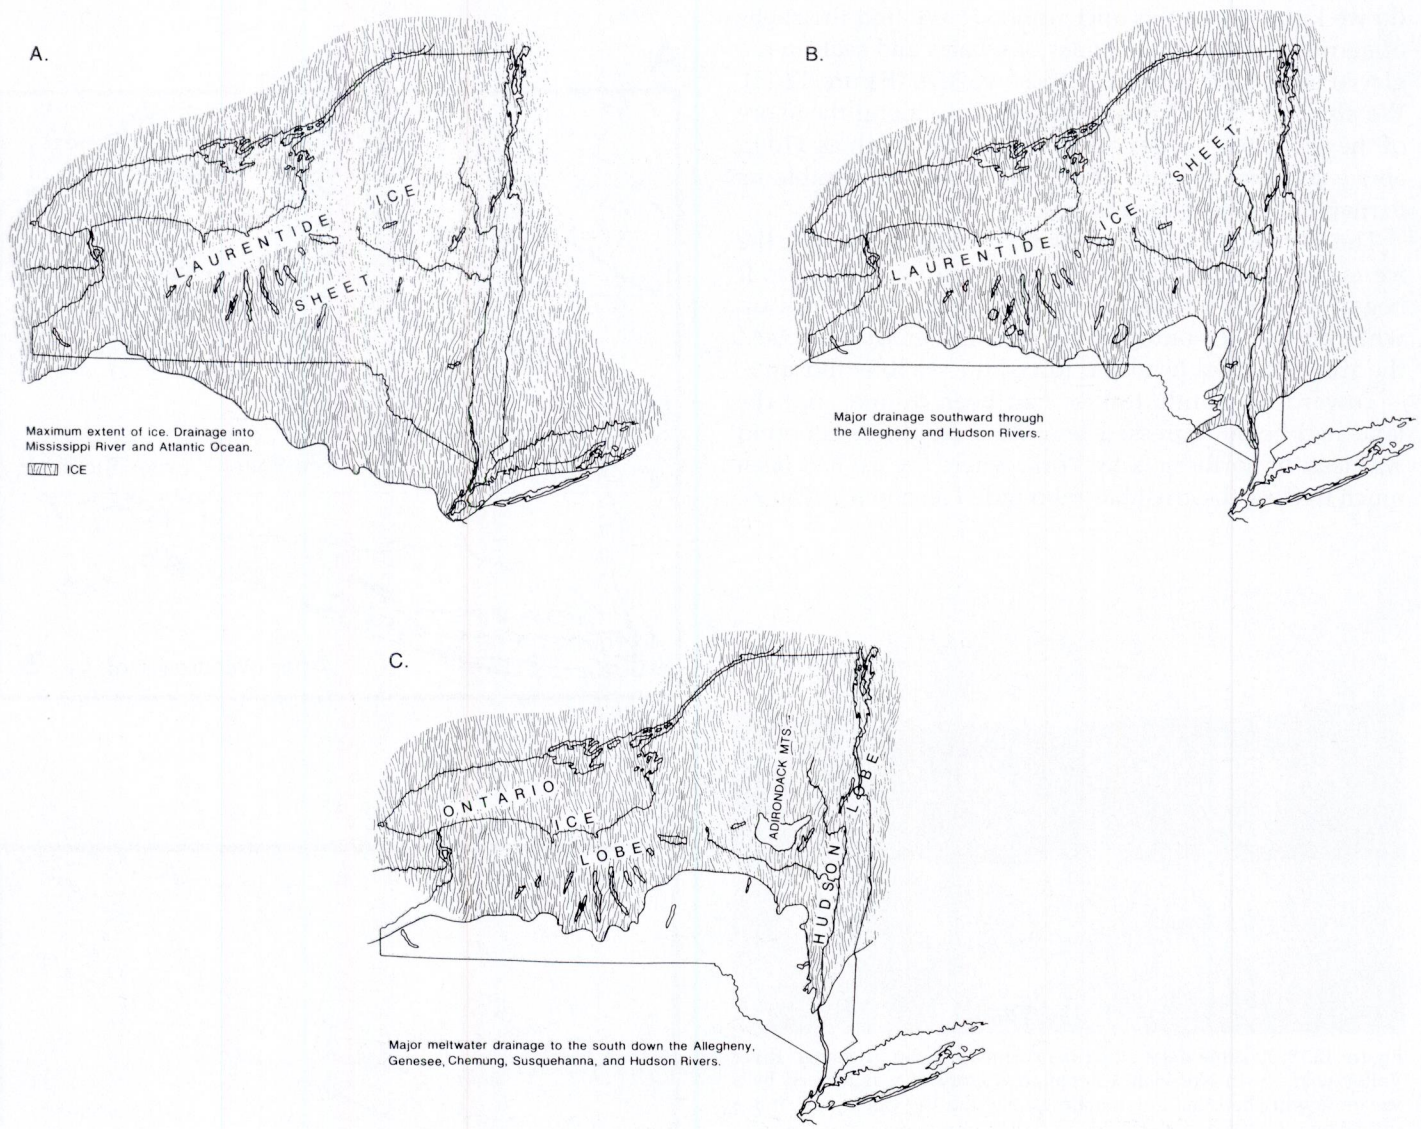 A.
LAURENTIDE ICE
SHEET
Maximum extent of ice. Drainage into
Mississippi River and Atlantic Ocean.
ICE
B.
LAURENTIDE ICE SHEET
Major drainage southward through
the Allegheny and Hudson Rivers.
C.
ONTARIO
ICE
LOBE
ADIRONDACK MTS.
HUDSON LOBE
Major meltwater drainage to the south down the Allegheny,
Genesee, Chemung, Susquehanna, and Hudson Rivers.